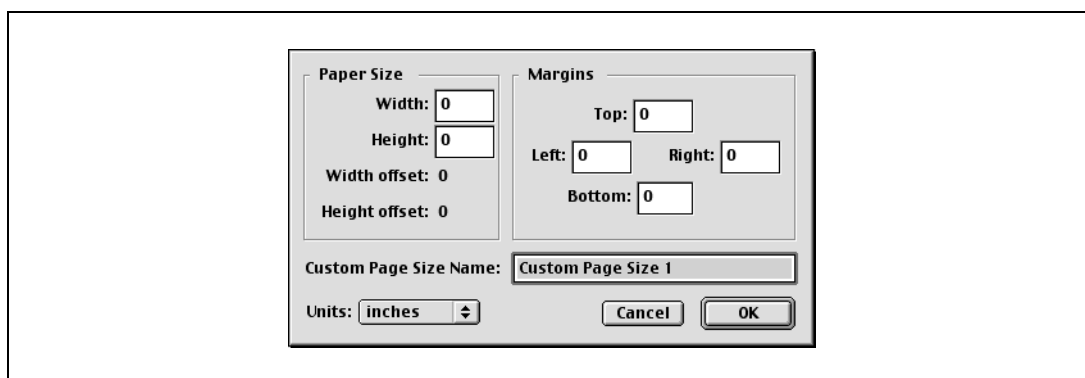 Paper Size
Width: 0
Height: 0
Width offset: 0
Height offset: 0
Margins
Top: 0
Left: 0 Right: 0
Bottom: 0
Custom Page Size Name: Custom Page Size 1
Units: inches Cancel OK